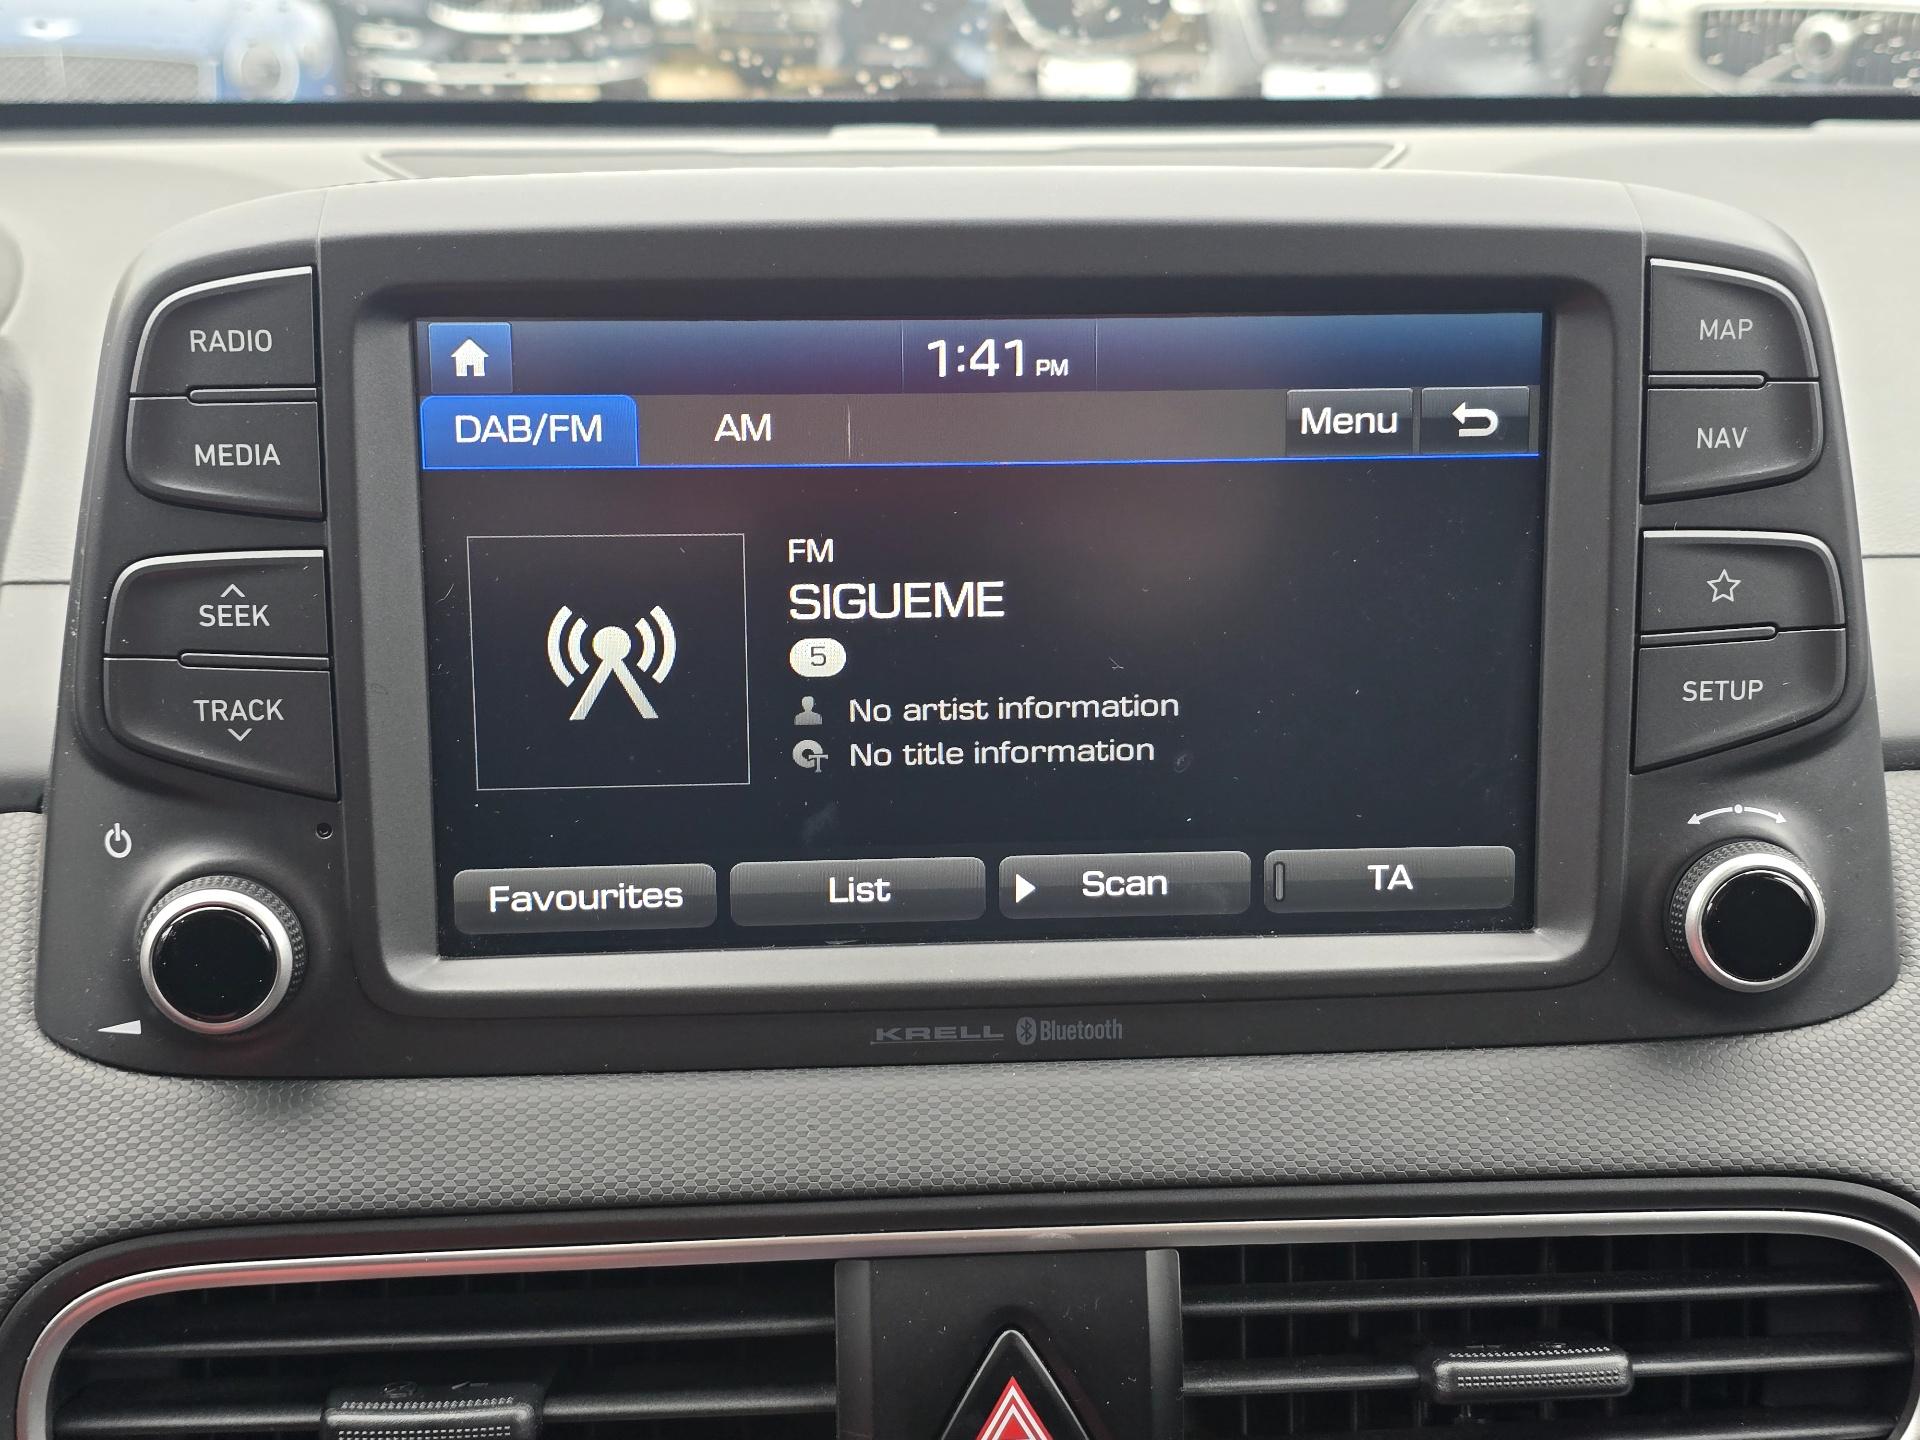 RADIO
MEDIA
SEEK
TRACK
1:41 PM
DAB/FM
AM
Menu
FM
SIGUEME
5
No artist information
No title information
Favourites
List
Scan
TA
MAP
NAV
SETUP
KRELL Bluetooth